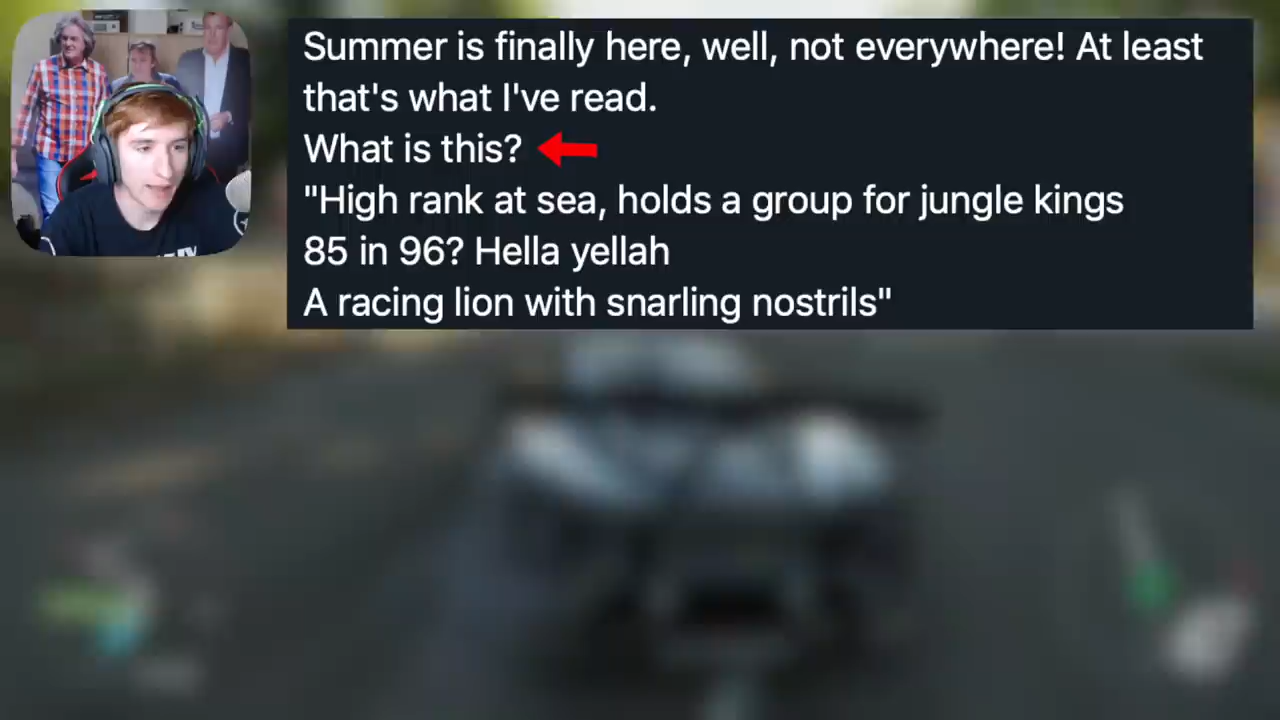 Summer is finally here, well, not everywhere! At least
that's what I've read.
What is this?
"High rank at sea, holds a group for jungle kings
85 in 96? Hella yellah
A racing lion with snarling nostrils"